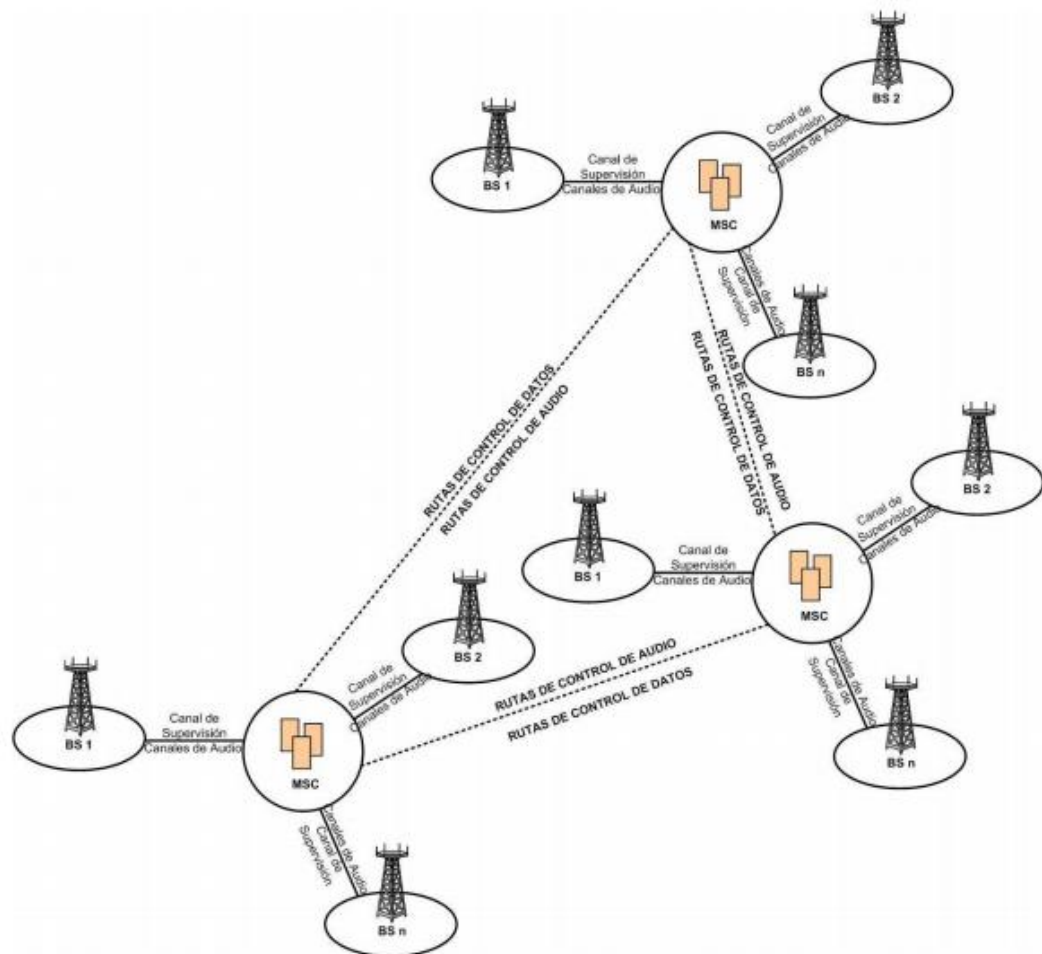 BS 2
Canal de
Supervisión
Canales de Audio
BS 1
Canal de
Supervisión
Canales de Audio
MSC
Canales de Audio
Canal de
Supervisión
BS n
RUTAS DE CONTROL DE DATOS
RUTAS DE CONTROL DE AUDIO
RUTAS DE CONTROL DE AUDIO
RUTAS DE CONTROL DE DATOS
BS 2
Canal de
Supervisión
Canales de Audio
BS 1
Canal de
Supervisión
Canales de Audio
MSC
Canales de Audio
Canal de
Supervisión
BS n
BS 2
Canal de
Supervisión
Canales de Audio
RUTAS DE CONTROL DE AUDIO
RUTAS DE CONTROL DE DATOS
BS 1
Canal de
Supervisión
Canales de Audio
MSC
Canales de Audio
Canal de
Supervisión
BS n